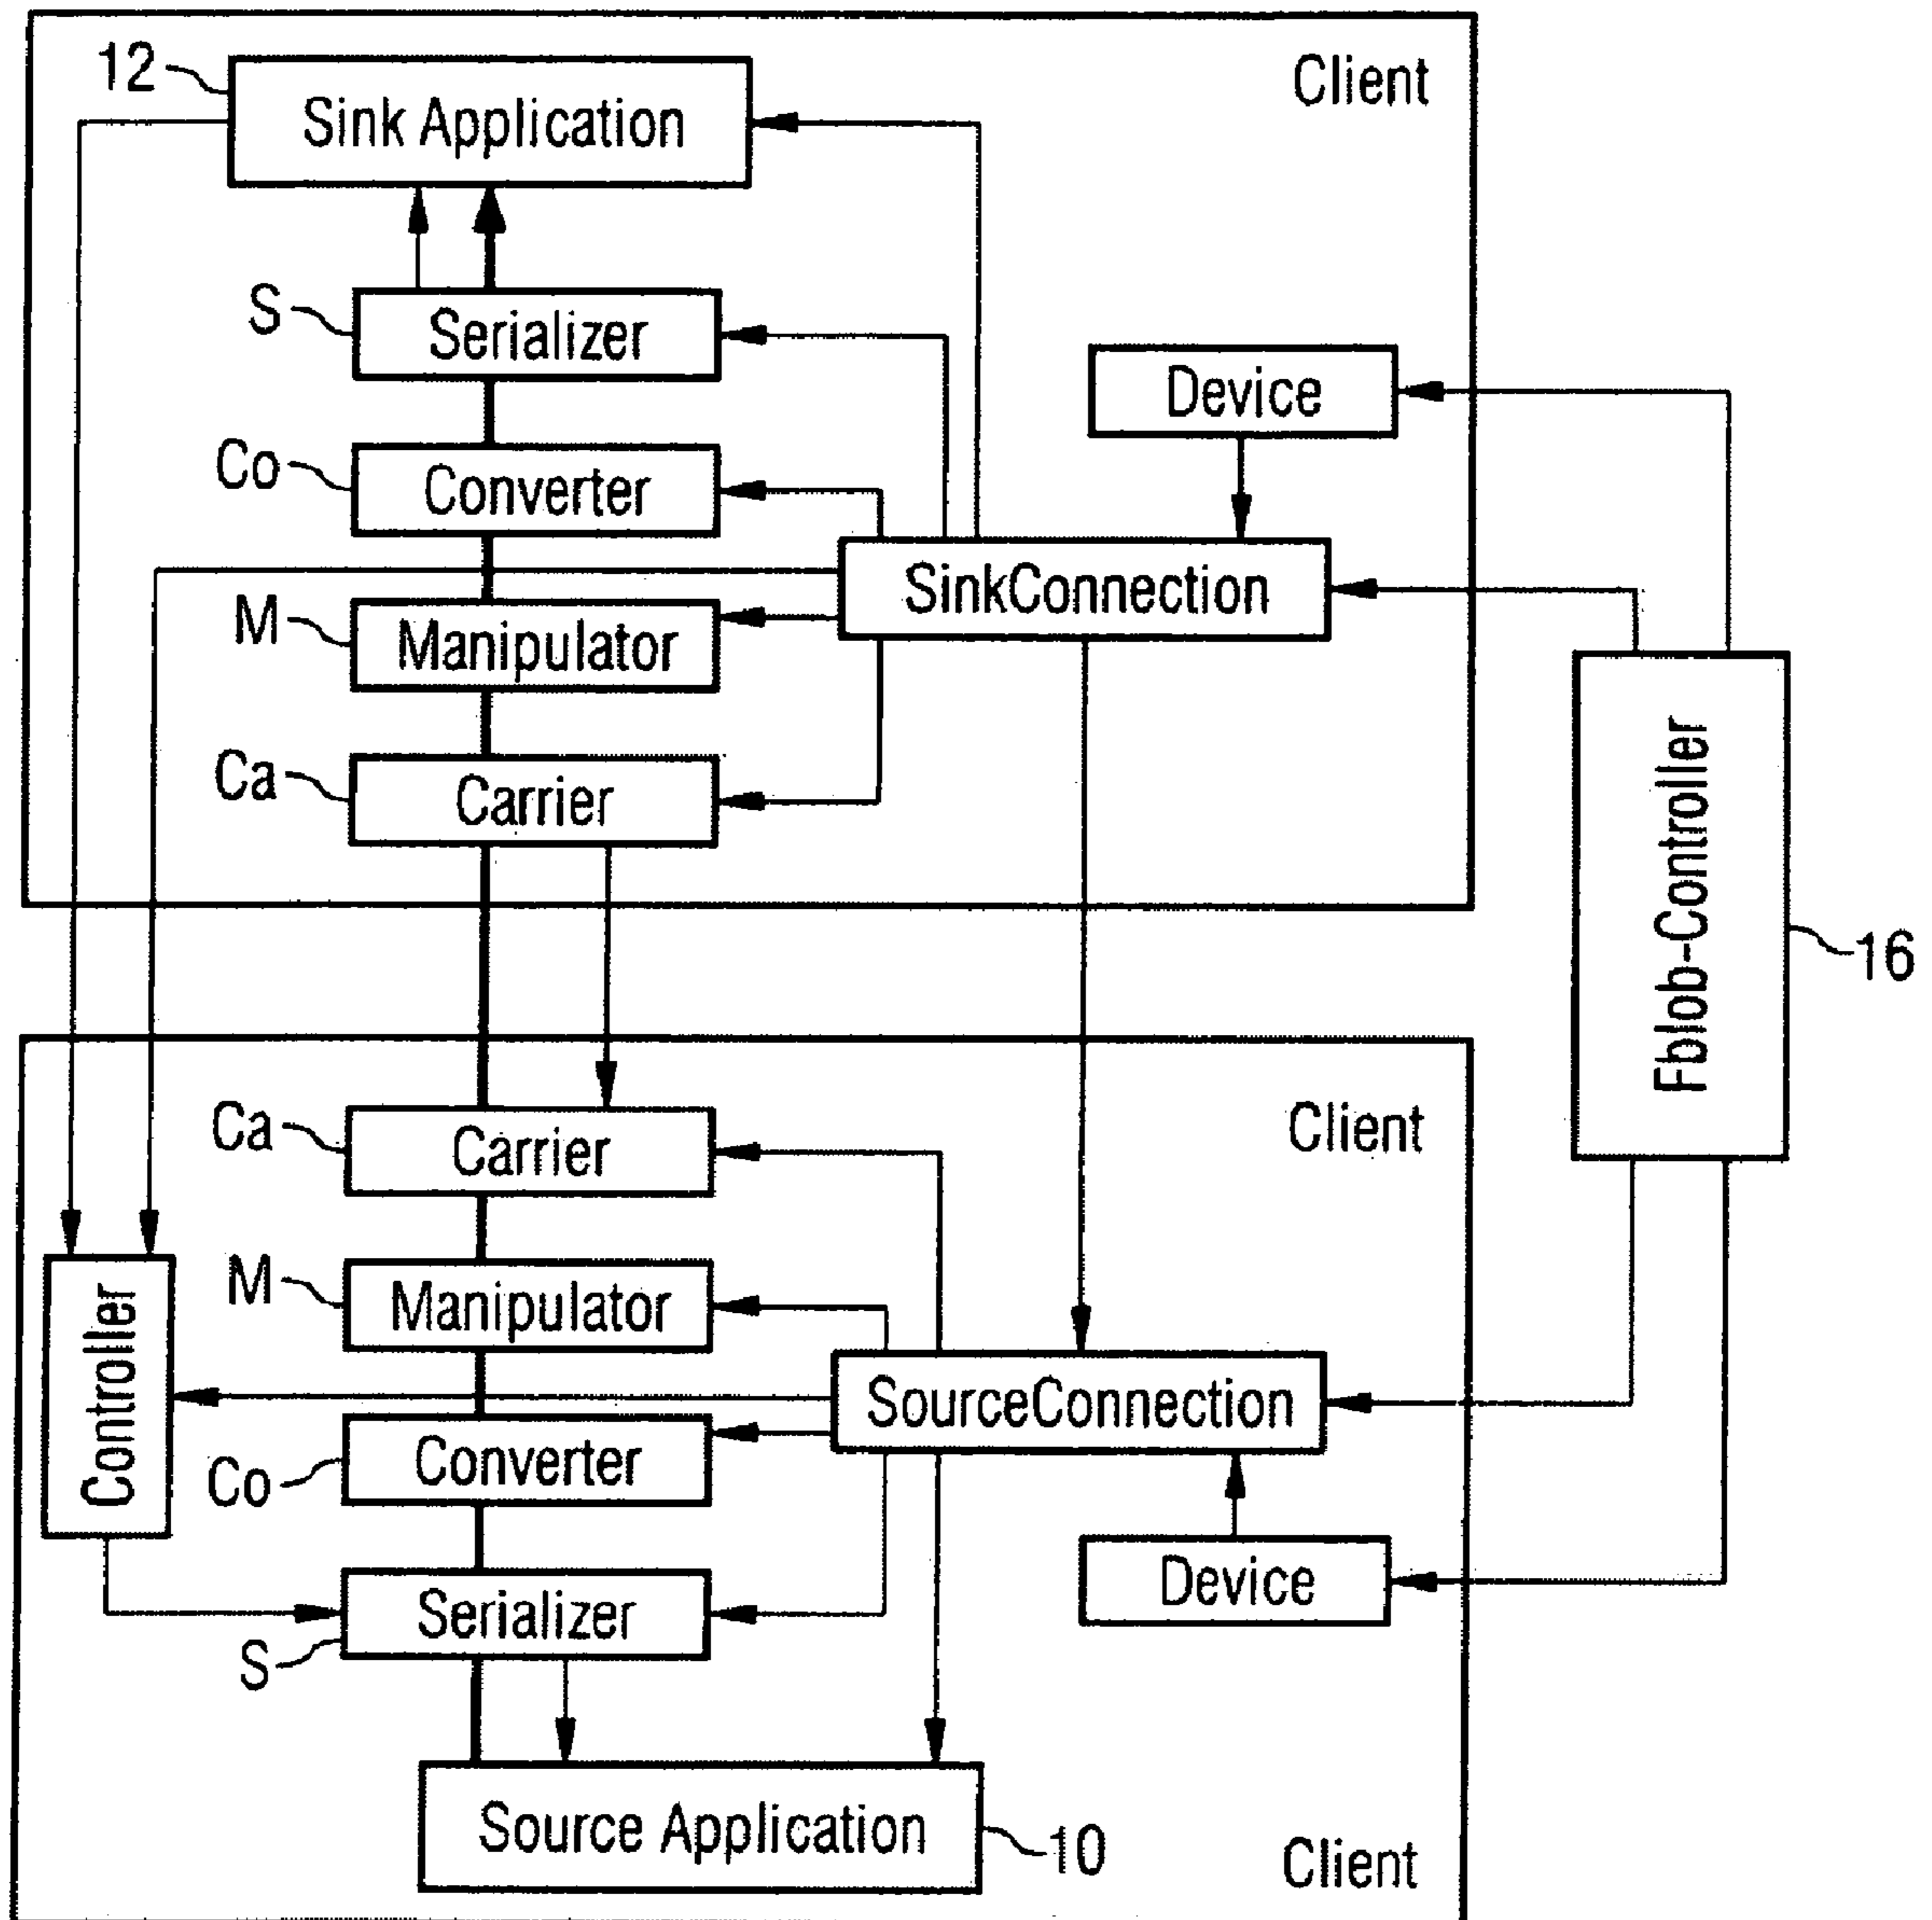 Client
12
Sink Application
S
Serializer
Device
Co
Converter
SinkConnection
M
Manipulator
Ca
Carrier
Fblob-Controller
16
Client
Ca
Carrier
M
Manipulator
Controller
SourceConnection
Co
Converter
Device
Serializer
S
Source Application
10
Client